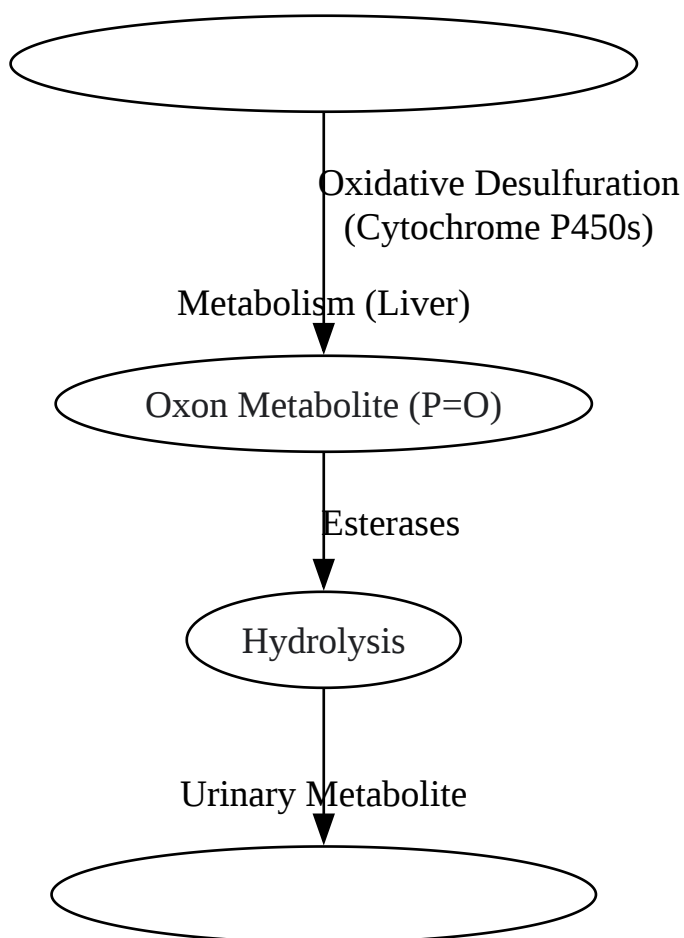 Oxidative Desulfuration
(Cytochrome P450s)
Metabolism (Liver)
Oxon Metabolite (P=O)
Esterases
Hydrolysis
Urinary Metabolite